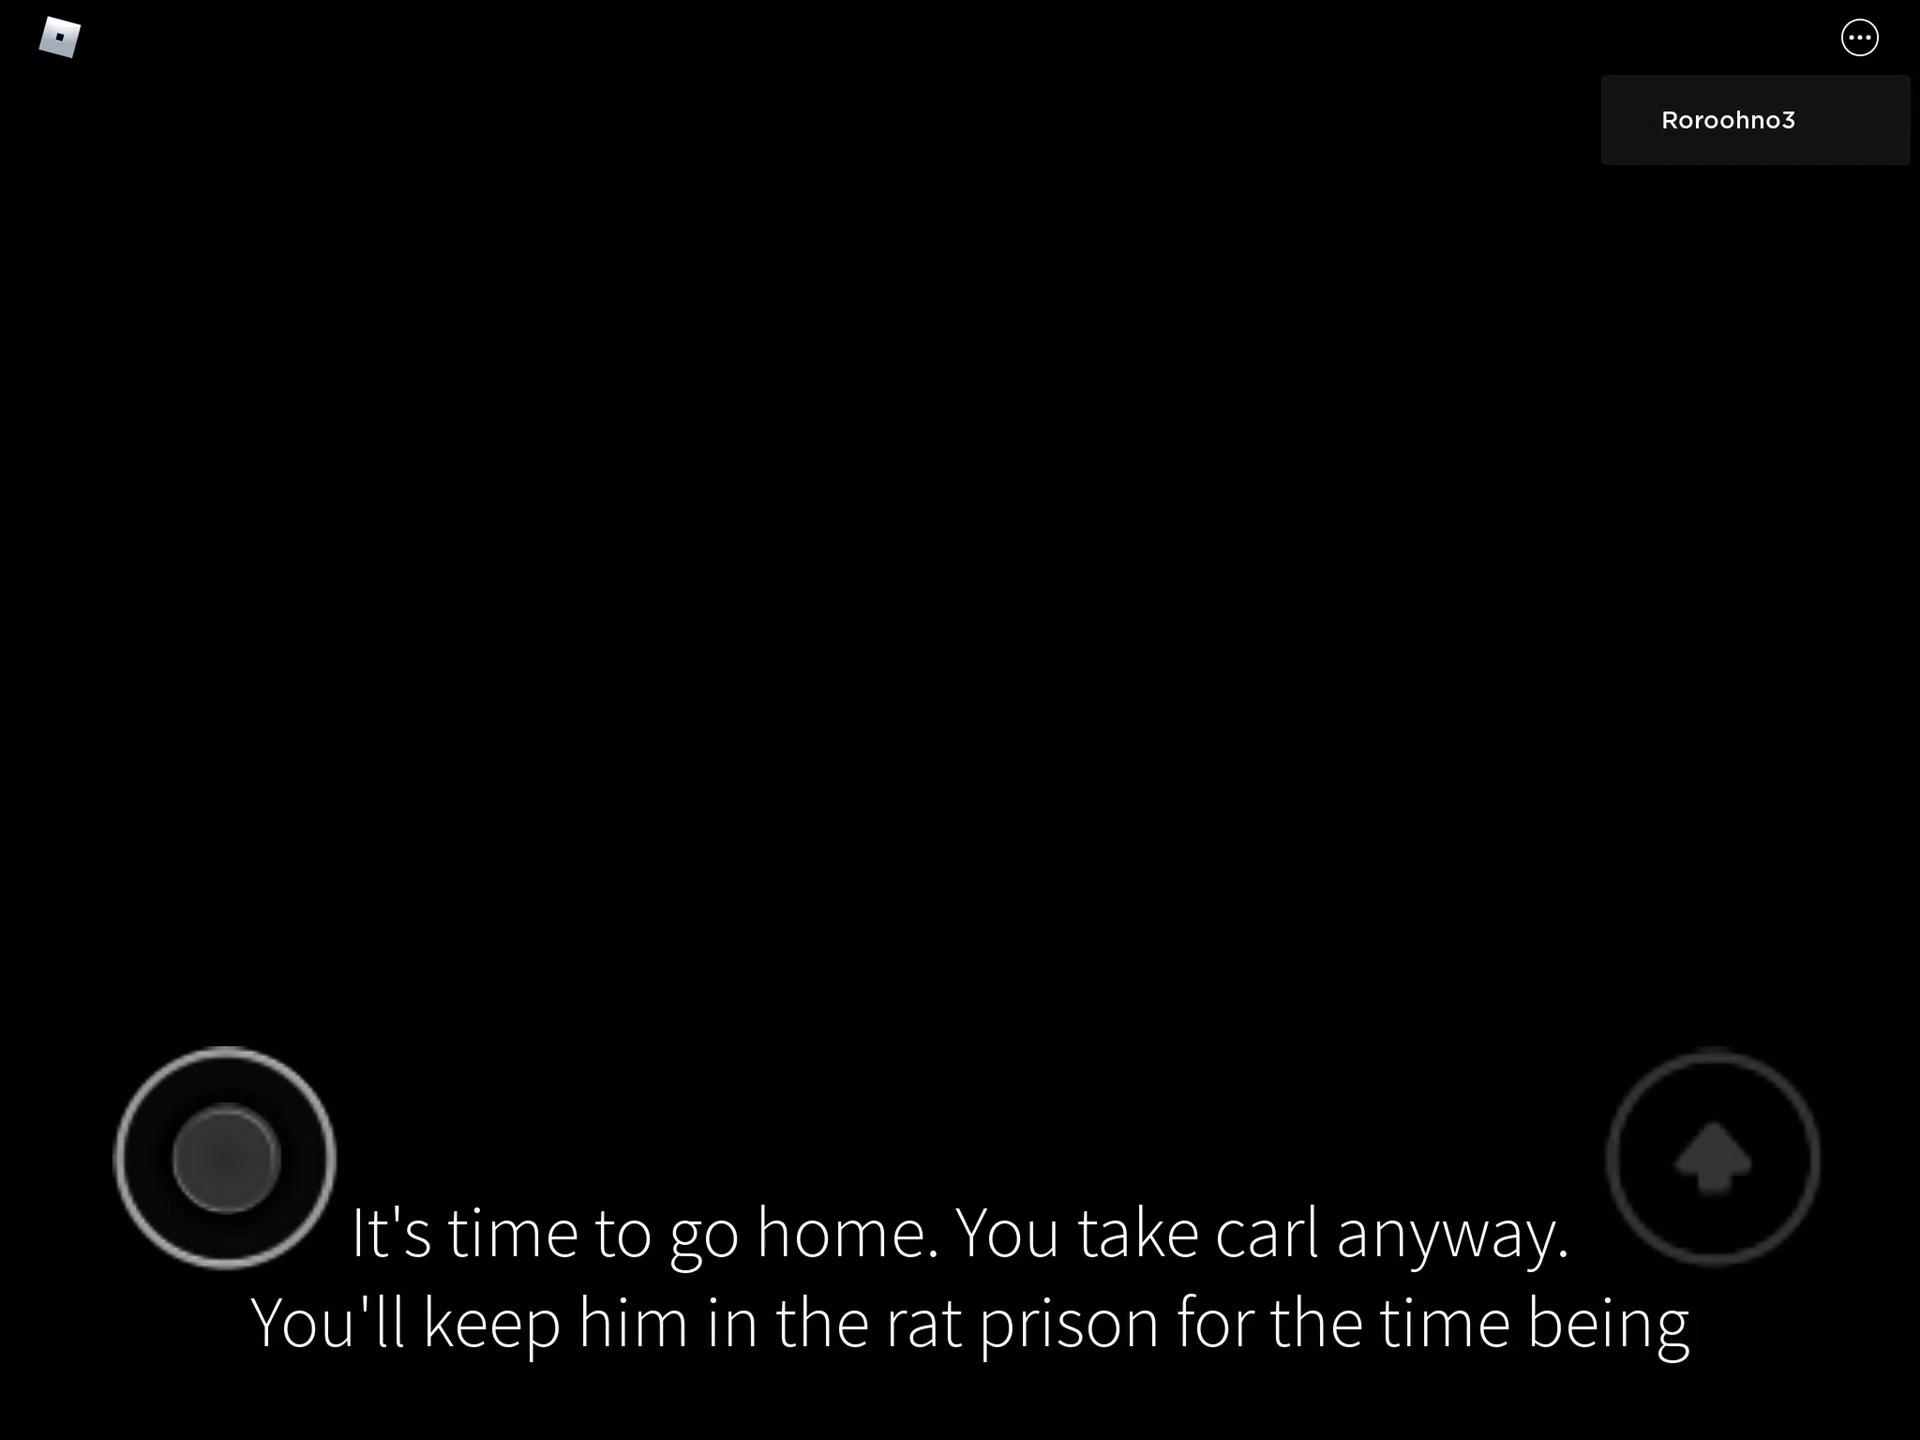 Roroohno3
It's time to go home. You take carl anyway.
You'll keep him in the rat prison for the time being